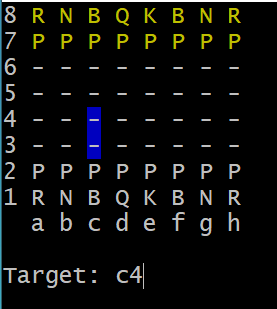 8 R N B Q K B N R
7 P P P P P P P P
6 - - - - - - - -
5 - - - - - - - -
4 - - - - - - - -
3 - - - - - - - -
2 P P P P P P P P
1 R N B Q K B N R
a b c d e f g h
Target: c4